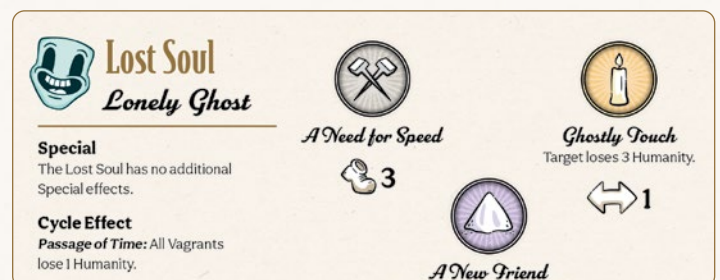 Lost Soul
Lonely Ghost
Special
The Lost Soul has no additional
Special effects.
Cycle Effect
Passage of Time: All Vagrants
lose 1 Humanity.
A Need for Speed
3
A New Friend
Ghostly Touch
Target loses 3 Humanity.
1